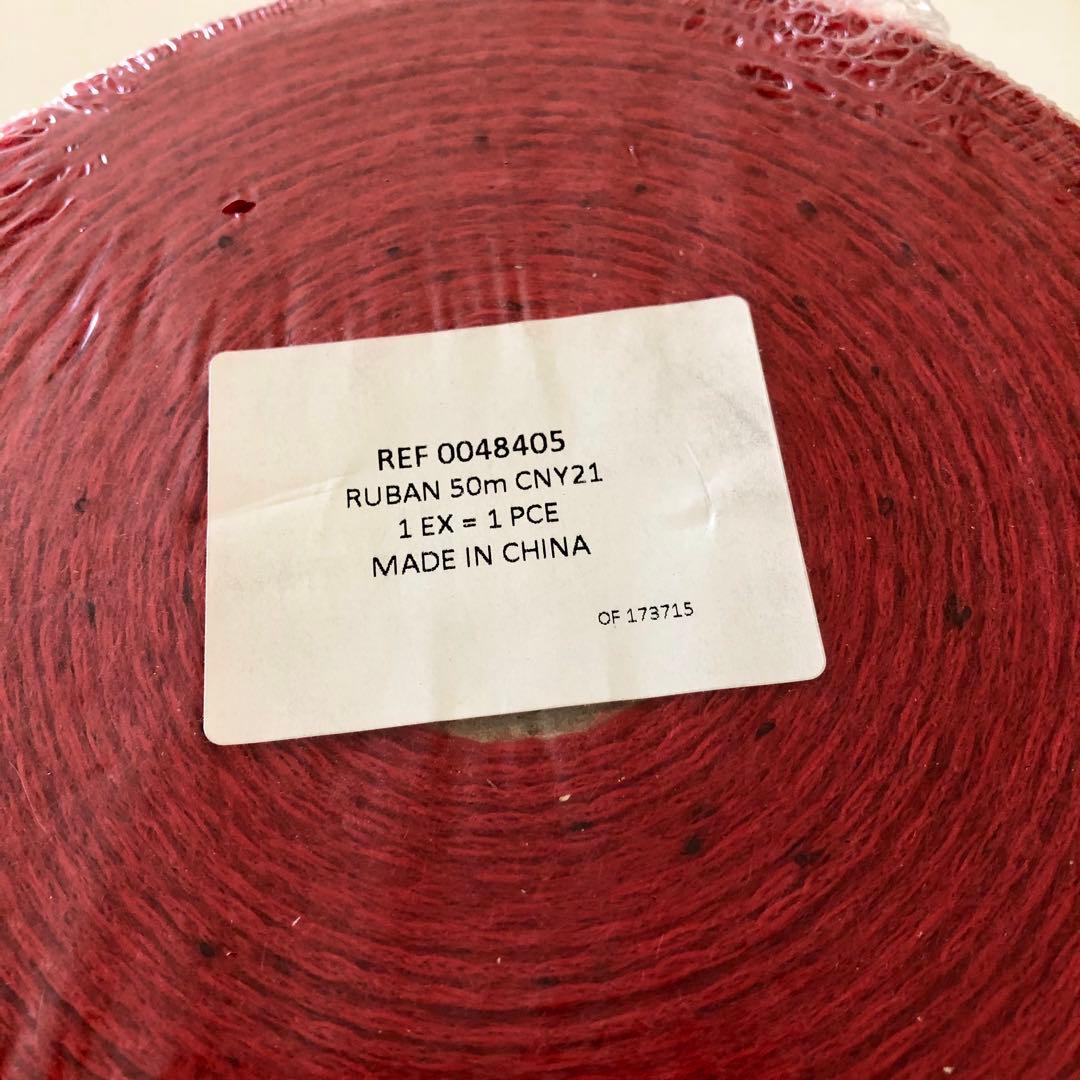 REF 0048405
RUBAN 50m CNY21
1 EX = 1 PCE
MADE IN CHINA
OF 173715